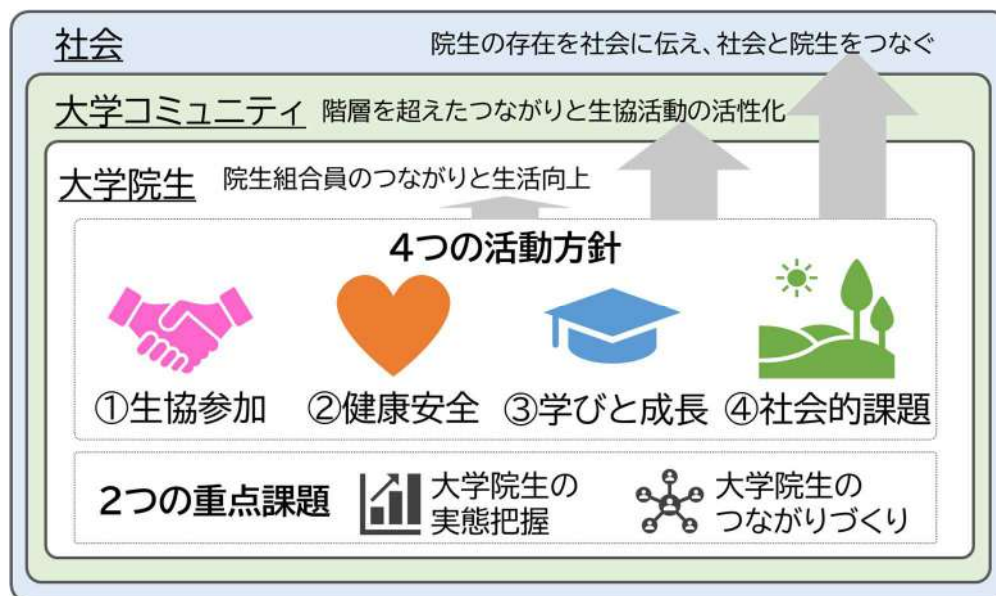 社会 院生の存在を社会に伝え、社会と院生をつなぐ
大学コミュニティ 階層を超えたつながりと生協活動の活性化
大学院生 院生組合員のつながりと生活向上
4つの活動方針
①生協参加 ②健康安全 ③学びと成長 ④社会的課題
2つの重点課題
大学院生の
実態把握
大学院生の
つながりづくり